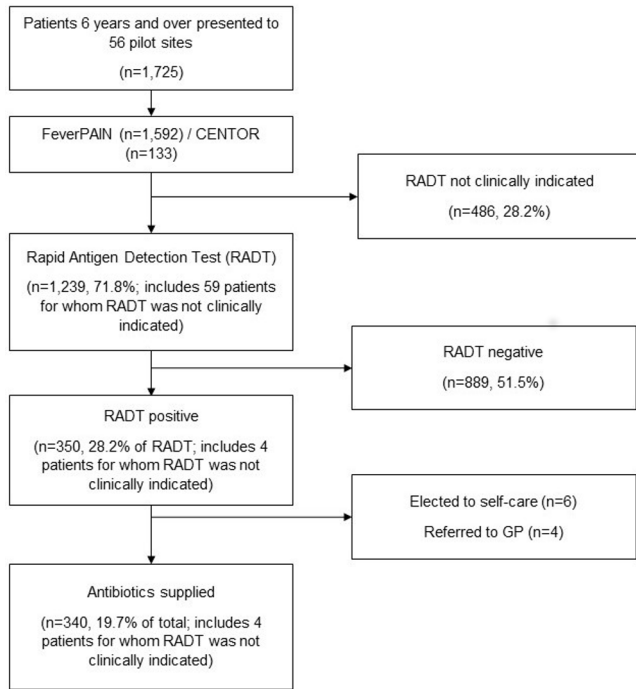 Patients 6 years and over presented to
56 pilot sites
(n=1,725)
FeverPAIN (n=1,592) / CENTOR
(n=133)
RADT not clinically indicated
(n=486, 28.2%)
Rapid Antigen Detection Test (RADT)
(n=1,239, 71.8%; includes 59 patients
for whom RADT was not clinically
indicated)
RADT negative
(n=889, 51.5%)
RADT positive
(n=350, 28.2% of RADT; includes 4
patients for whom RADT was not
clinically indicated)
Elected to self-care (n=6)
Referred to GP (n=4)
Antibiotics supplied
(n=340, 19.7% of total; includes 4
patients for whom RADT was not
clinically indicated)